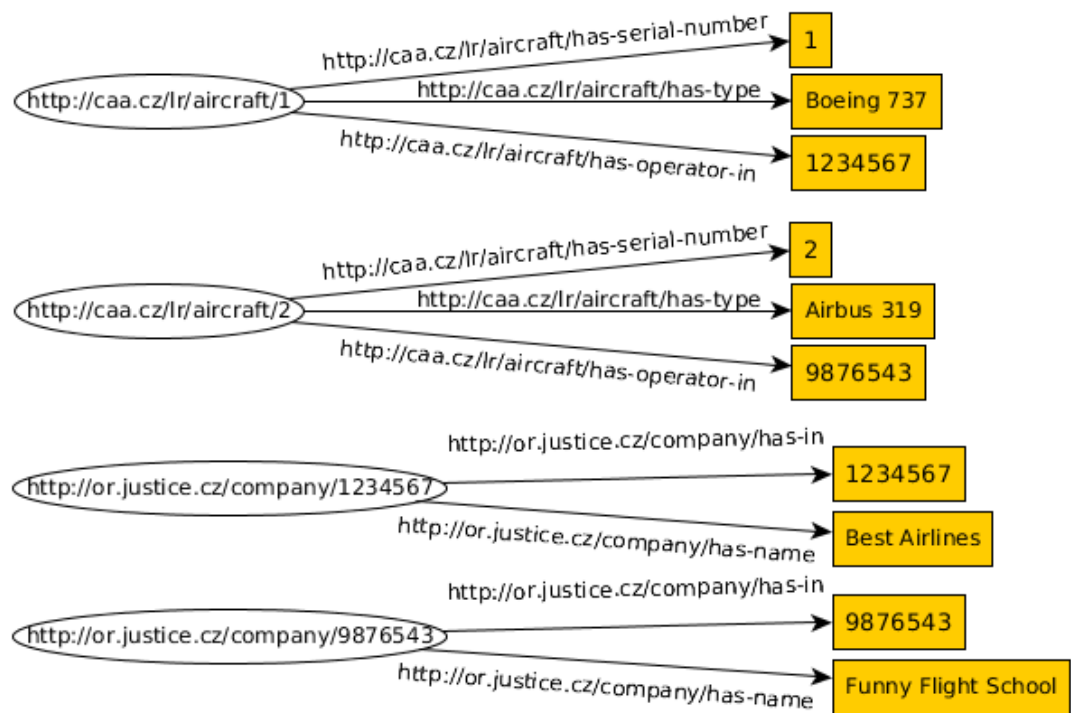 http://caa.cz/lr/aircraft/has-serial-number
1
http://caa.cz/lr/aircraft/1
http://caa.cz/lr/aircraft/has-type
Boeing 737
http://caa.cz/lr/aircraft/has-operator-in
1234567
http://caa.cz/lr/aircraft/has-serial-number
2
http://caa.cz/lr/aircraft/2
http://caa.cz/lr/aircraft/has-type
Airbus 319
http://caa.cz/lr/aircraft/has-operator-in
9876543
http://or.justice.cz/company/has-in
1234567
http://or.justice.cz/company/1234567
http://or.justice.cz/company/has-name
Best Airlines
http://or.justice.cz/company/has-in
9876543
http://or.justice.cz/company/9876543
http://or.justice.cz/company/has-name
Funny Flight School